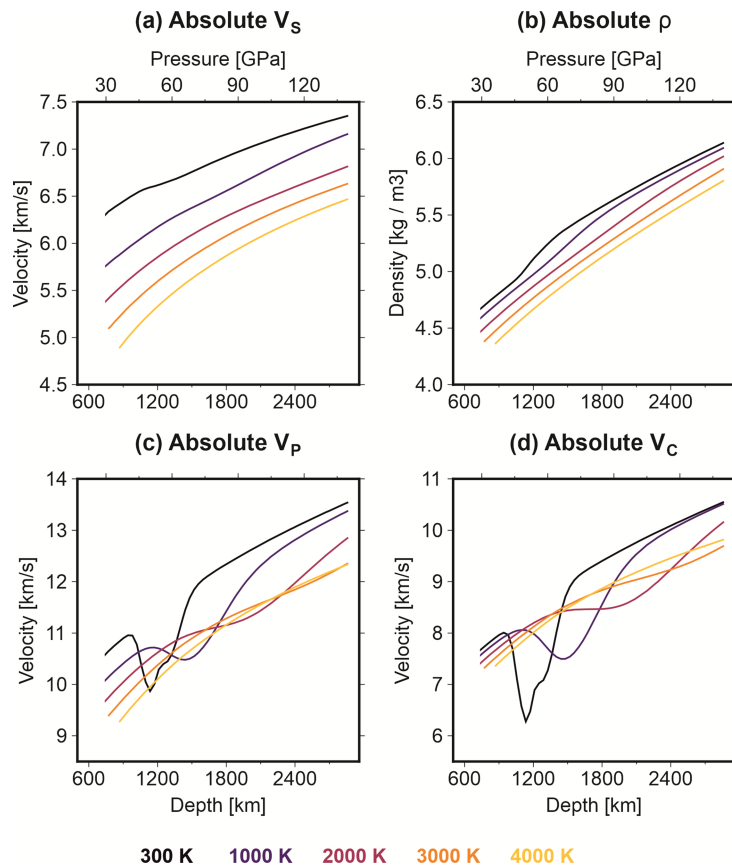 (a) Absolute VS
Pressure [GPa]
30 60 90 120
7.5
7.0
6.5
6.0
5.5
5.0
4.5
Velocity [km/s]
600 1200 1800 2400
(b) Absolute ρ
Pressure [GPa]
30 60 90 120
6.5
6.0
5.5
5.0
4.5
4.0
Density [kg / m3]
600 1200 1800 2400
(c) Absolute VP
14
13
12
11
10
9
Velocity [km/s]
600 1200 1800 2400
Depth [km]
(d) Absolute VC
11
10
9
8
7
6
Velocity [km/s]
600 1200 1800 2400
Depth [km]
300 K 1000 K 2000 K 3000 K 4000 K